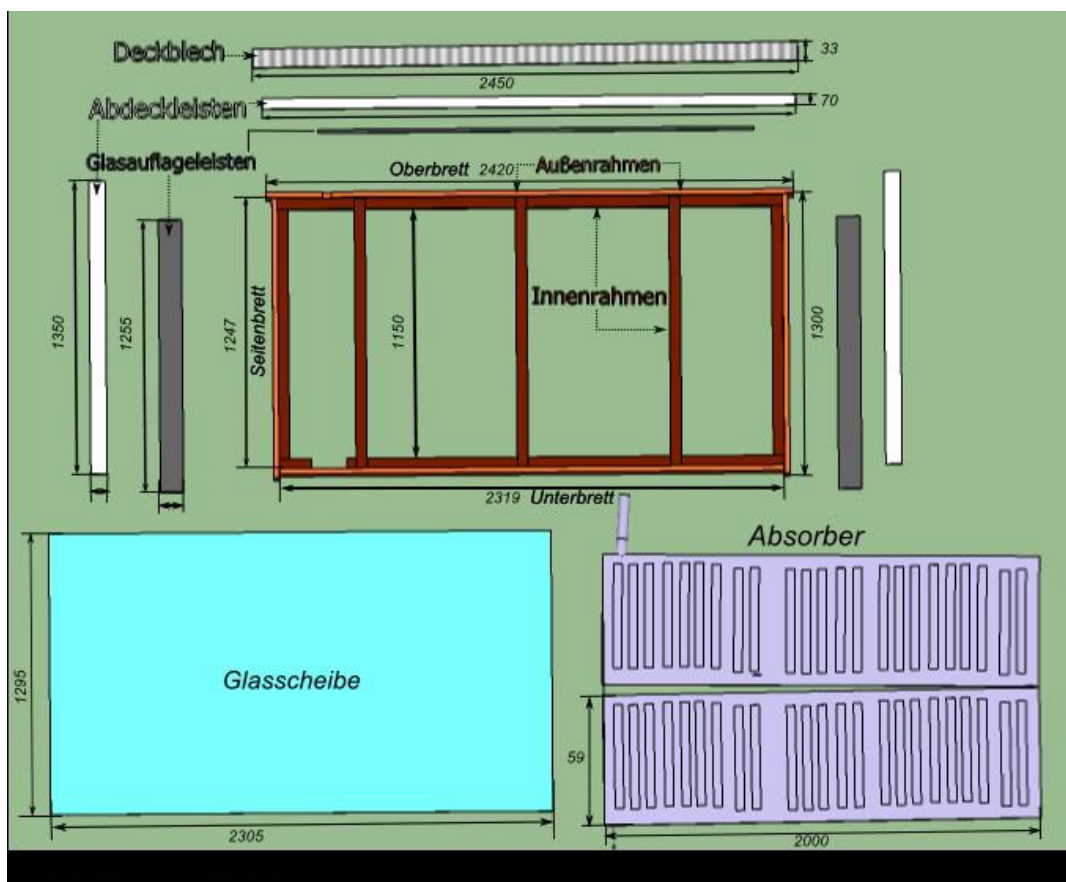 Deckblech
33
2450
Abdeckleisten
70
Glasauflageleisten
Oberbrett 2420
Außenrahmen
1350
1255
1247
Seitenbrett
1150
Innenrahmen
1300
2319 Unterbrett
Absorber
1295
Glasscheibe
59
2305
2000